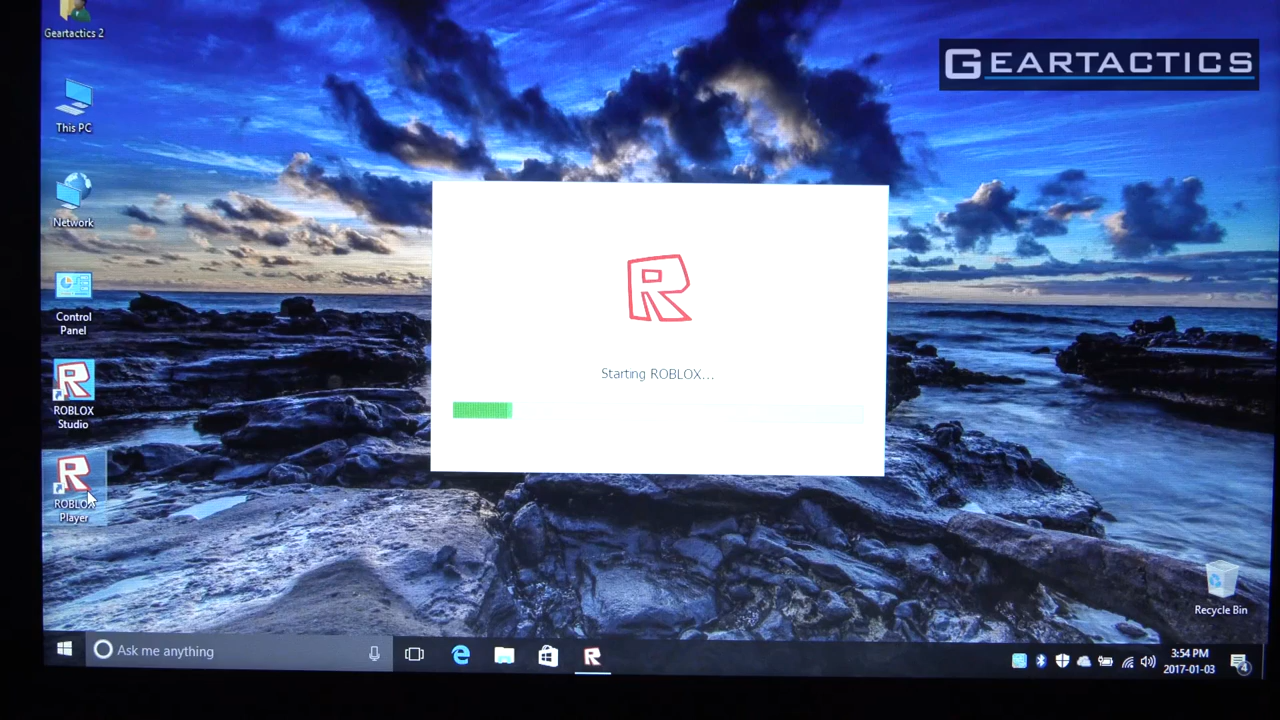 Geartactics 2
GEARTACTICS
This PC
Network
Control
Panel
Starting ROBLOX...
ROBLOX
Studio
ROBLOX
Player
Recycle Bin
Ask me anything
3:54 PM
2017-01-03
4